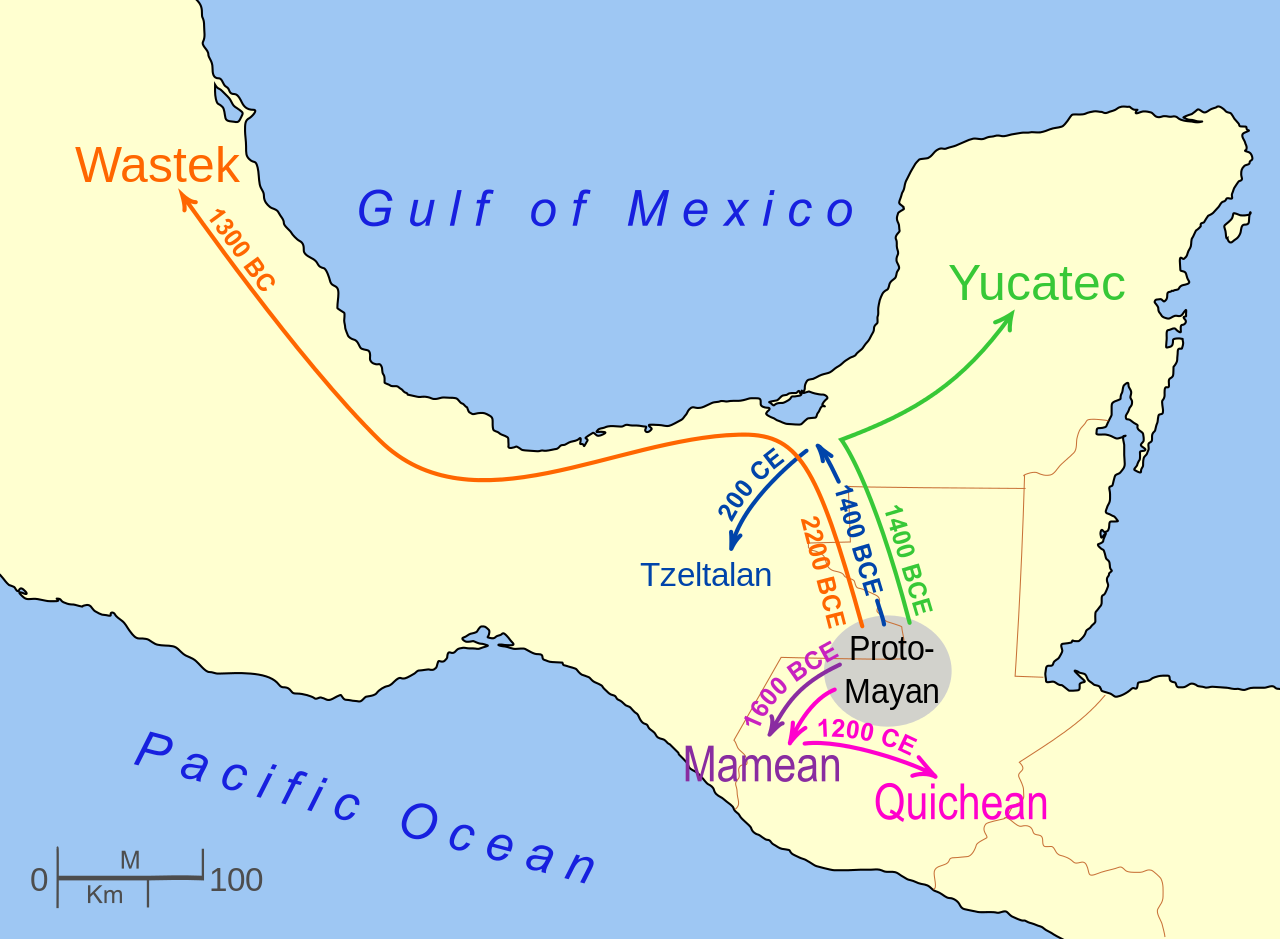 Wastek
1300 BC
Gulf of Mexico
Yucatec
200 CE
1400 BCE
1400 BCE
2200 BCE
Tzeltalan
Proto-
Mayan
1600 BCE
1200 CE
Mamean
Quichean
Pacific Ocean
M
0 100
Km